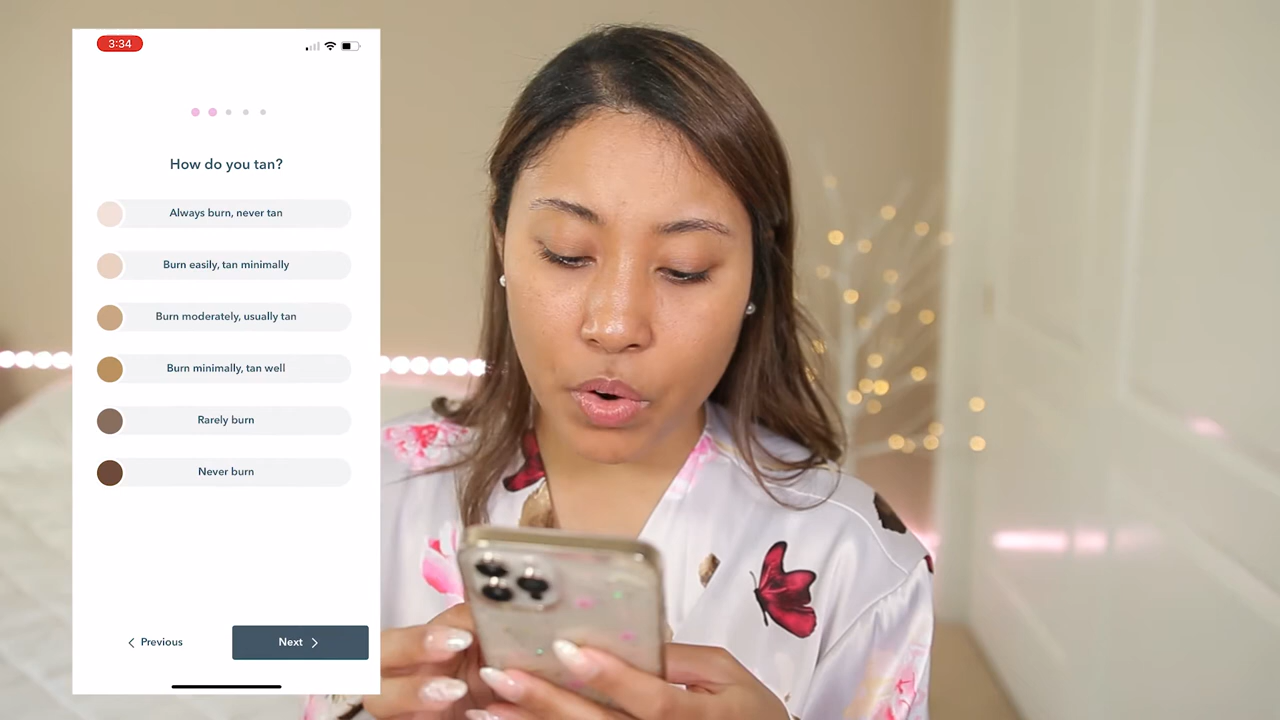 3:34
How do you tan?
Always burn, never tan
Burn easily, tan minimally
Burn moderately, usually tan
Burn minimally, tan well
Rarely burn
Never burn
Previous
Next